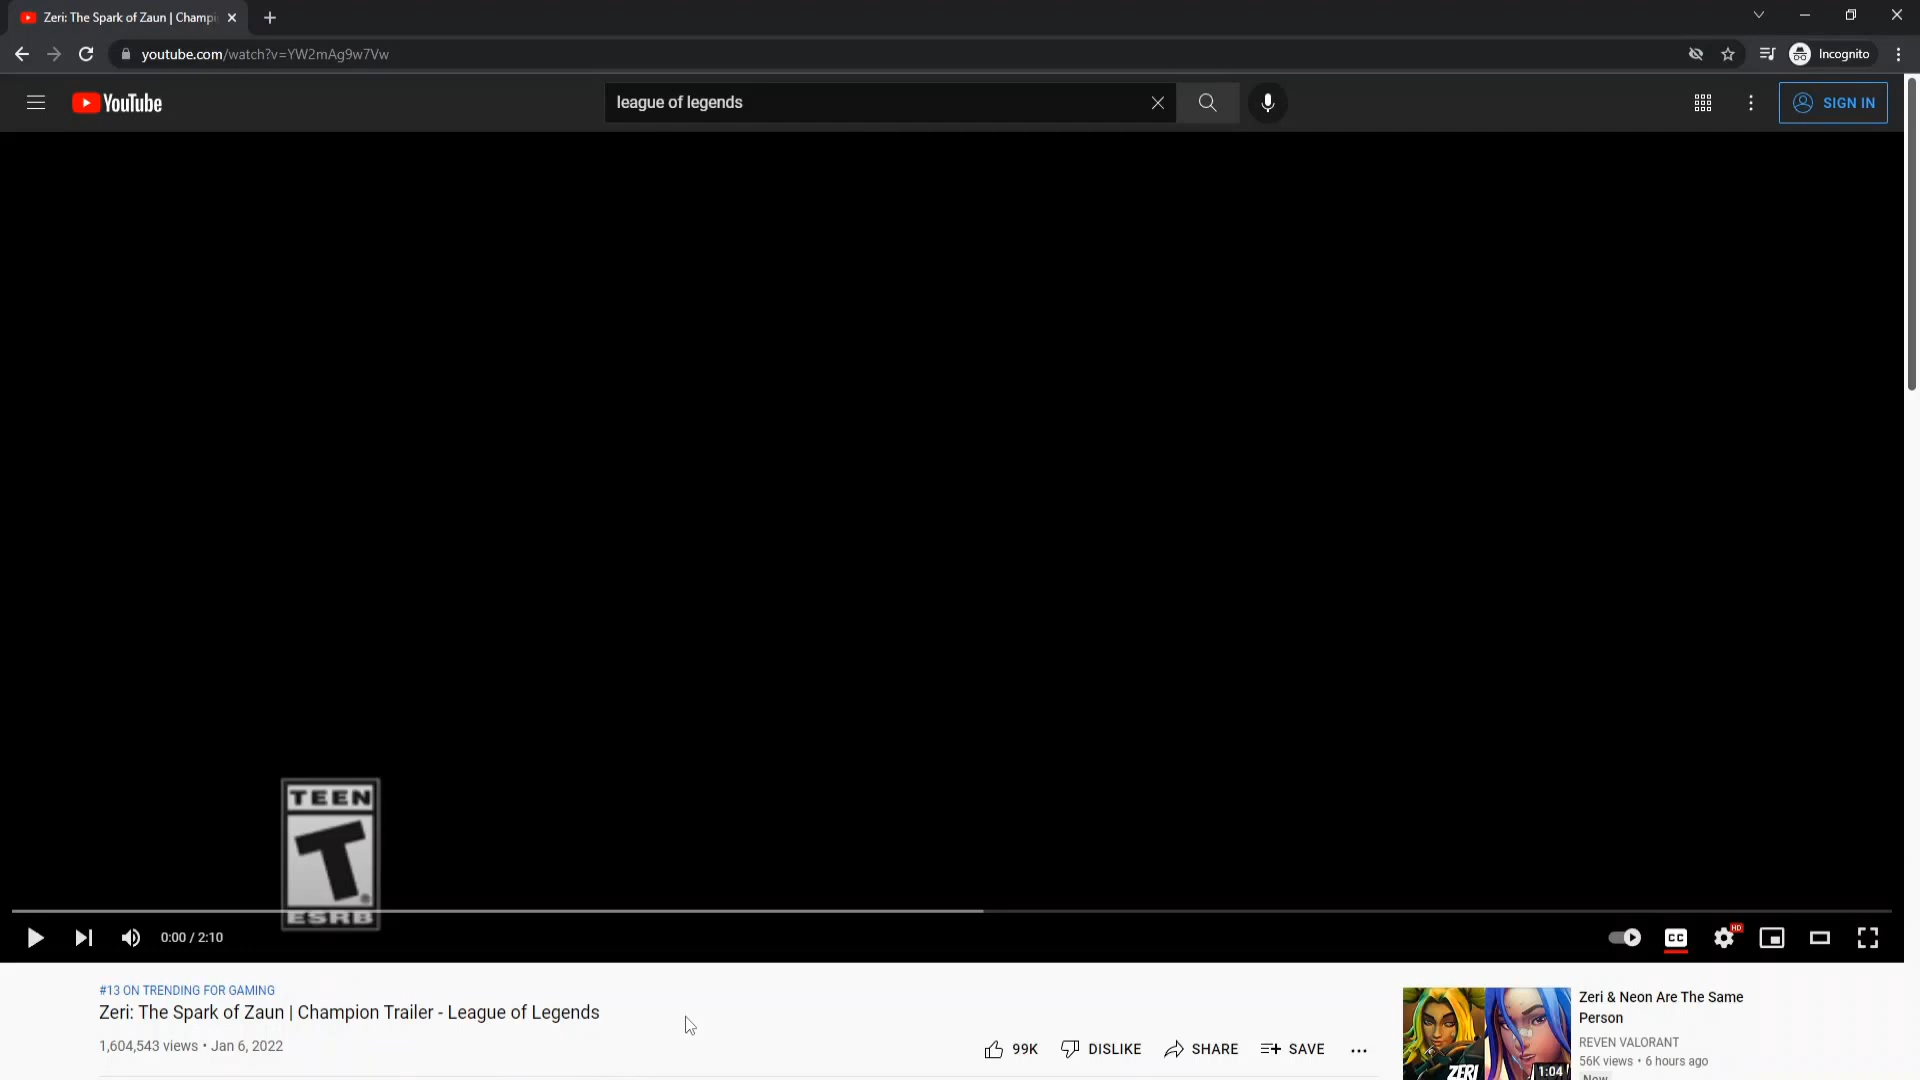 Zeri: The Spark of Zaun | Champi
youtube.com/watch?v=YW2mAg9w7Vw
Incognito
YouTube
league of legends
SIGN IN
TEEN
T
ESRB
0:00 / 2:10
CC
HD
#13 ON TRENDING FOR GAMING
Zeri: The Spark of Zaun | Champion Trailer - League of Legends
1,604,543 views • Jan 6, 2022
99K
DISLIKE
SHARE
SAVE
ZERI
1:04
Zeri & Neon Are The Same
Person
REVEN VALORANT
56K views • 6 hours ago
New